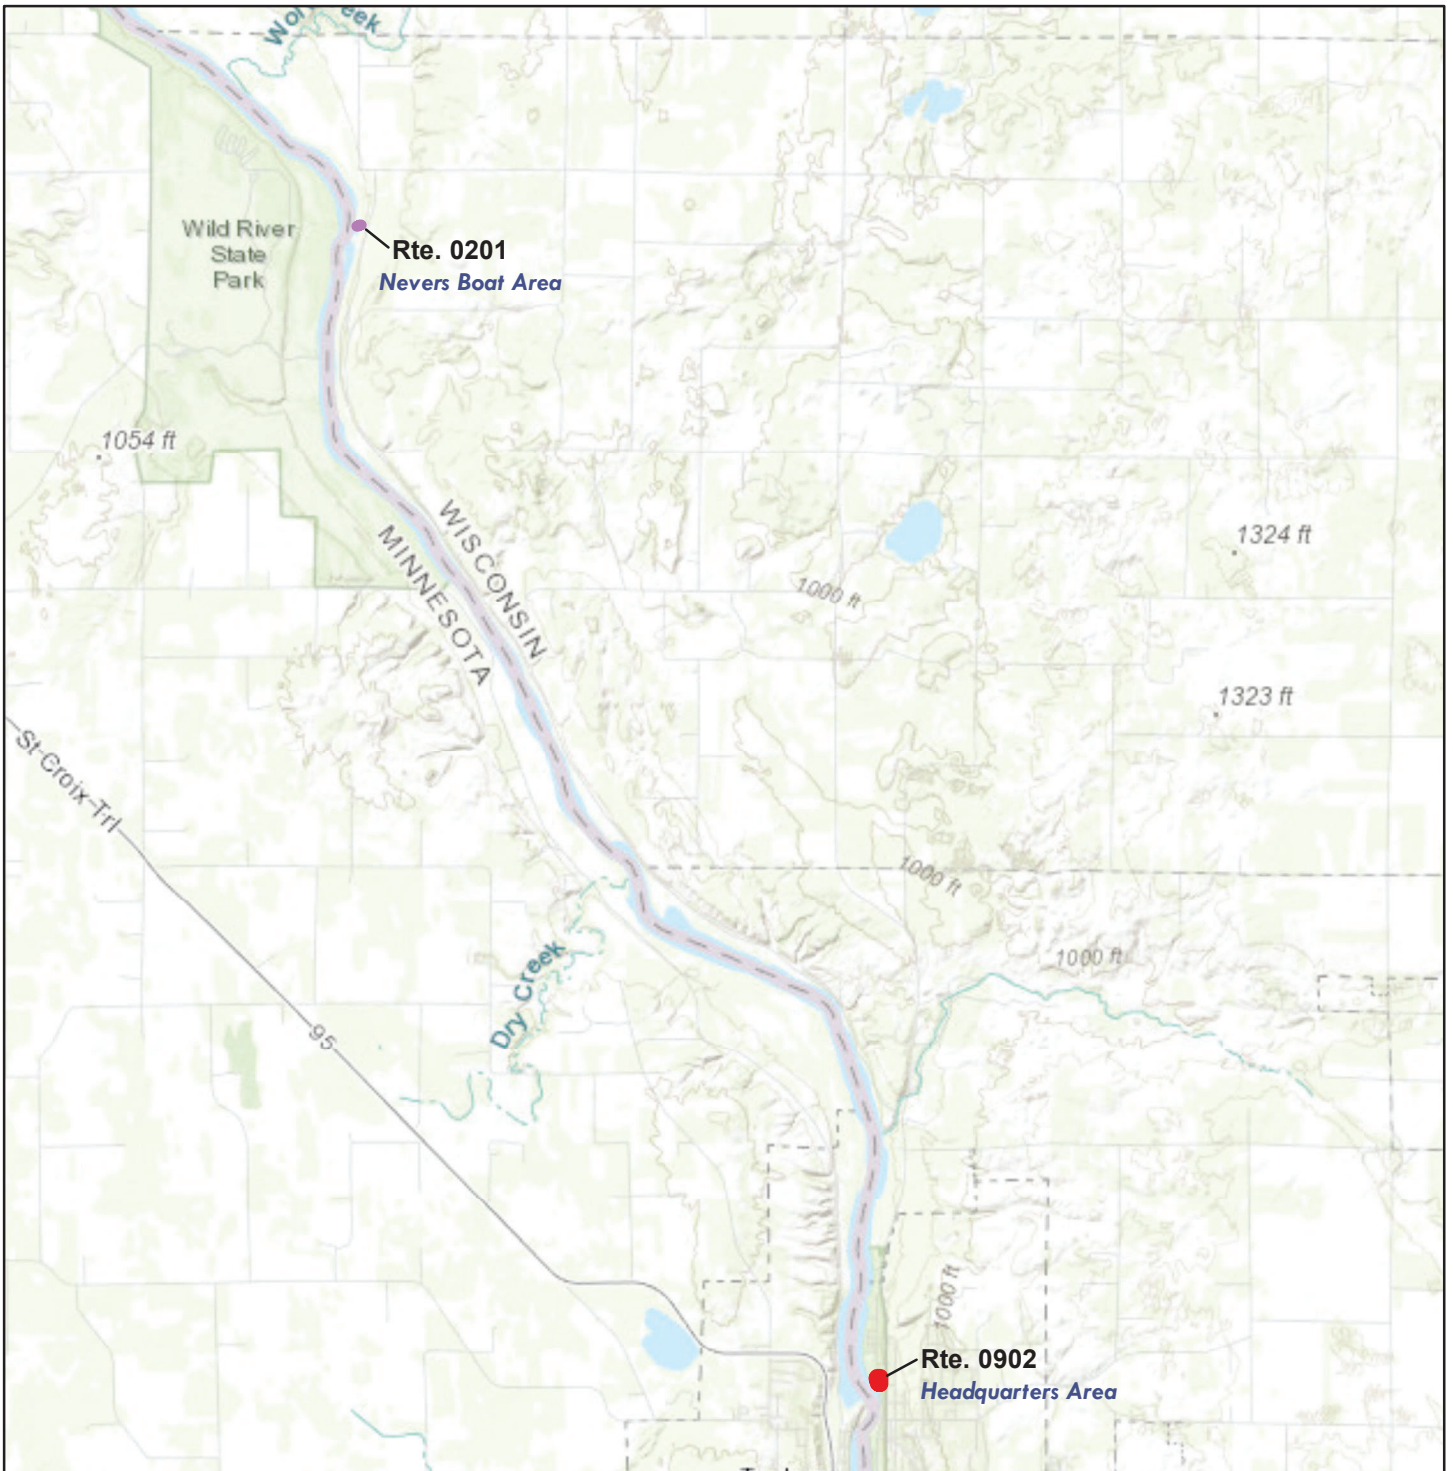 Creek
Wild River
State
Park
Rte. 0201
Nevers Boat Area
1054 ft
WISCONSIN
MINNESOTA
1324 ft
1000 ft
1323 ft
St-Croix-Trl
1000 ft
Dry Creek
1000 ft
95
1000 ft
Rte. 0902
Headquarters Area